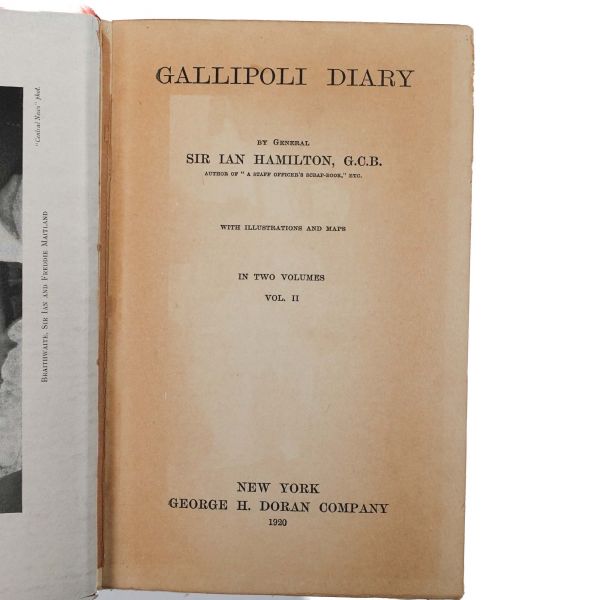 "Central News" phot.
BRAITHWAITE, SIR IAN AND FREDDIE MAITLAND
GALLIPOLI DIARY
BY GENERAL
SIR IAN HAMILTON, G.C.B.
AUTHOR OF "A STAFF OFFICER'S SCRAP-BOOK," ETC.
WITH ILLUSTRATIONS AND MAPS
IN TWO VOLUMES
VOL. II
NEW YORK
GEORGE H. DORAN COMPANY
1920